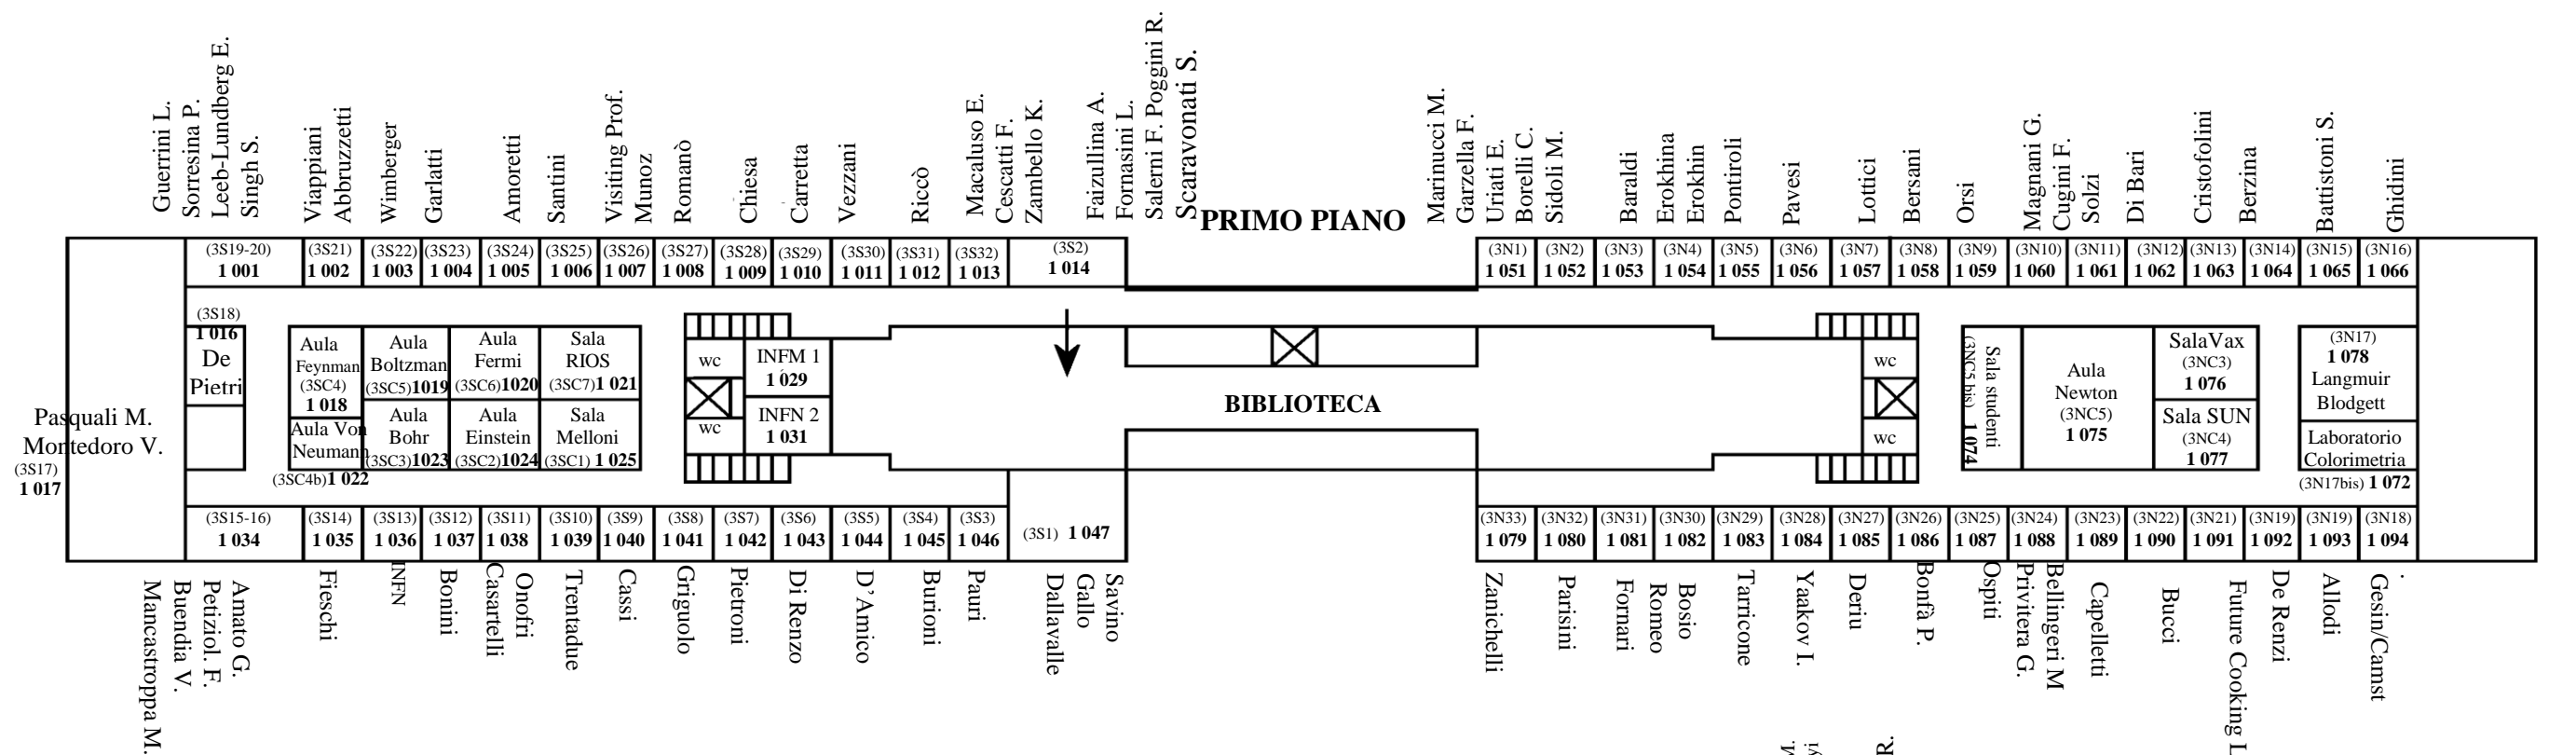 Guerrini L.
Sorresina P.
Leeb-Lundberg E.
Singh S.
Viappiani
Abbruzzetti
Wimberger
Garlatti
Amoretti
Santini
Visiting Prof.
Munoz
Romanò
Chiesa
Carretta
Vezzani
Riccò
Macaluso E.
Cescatti F.
Zambello K.
Faizullina A.
Fornasini L.
Salerni F. Poggini R.
Scaravonati S.
PRIMO PIANO
Marinucci M.
Garzella F.
Uriati E.
Borelli C.
Sidoli M.
Baraldi
Erokhina
Erokhin
Pontiroli
Pavesi
Lottici
Bersani
Orsi
Magnani G.
Cugini F.
Solzi
Di Bari
Cristofolini
Berzina
Battistoni S.
Ghidini
(3S19-20)
1 001
(3S21)
1 002
(3S22)
1 003
(3S23)
1 004
(3S24)
1 005
(3S25)
1 006
(3S26)
1 007
(3S27)
1 008
(3S28)
1 009
(3S29)
1 010
(3S30)
1 011
(3S31)
1 012
(3S32)
1 013
(3S2)
1 014
(3N1)
1 051
(3N2)
1 052
(3N3)
1 053
(3N4)
1 054
(3N5)
1 055
(3N6)
1 056
(3N7)
1 057
(3N8)
1 058
(3N9)
1 059
(3N10)
1 060
(3N11)
1 061
(3N12)
1 062
(3N13)
1 063
(3N14)
1 064
(3N15)
1 065
(3N16)
1 066
Pasquali M.
Montedoro V.
(3S17)
1 017
(3S18)
1 016
De
Pietri
Aula
Feynman
(3SC4)
1 018
Aula Von
Neumann
(3SC4b)1 022
Aula
Boltzman
(3SC5)1019
Aula
Bohr
(3SC3)1023
Aula
Fermi
(3SC6)1020
Aula
Einstein
(3SC2)1024
Sala
RIOS
(3SC7)1 021
Sala
Melloni
(3SC1) 1 025
wc
wc
INFM 1
1 029
INFN 2
1 031
BIBLIOTECA
wc
wc
Sala studenti
(3NC5 bis) 1 074
Aula
Newton
(3NC5)
1 075
SalaVax
(3NC3)
1 076
Sala SUN
(3NC4)
1 077
(3N17)
1 078
Langmuir
Blodgett
Laboratorio
Colorimetria
(3N17bis) 1 072
(3S15-16)
1 034
(3S14)
1 035
(3S13)
1 036
(3S12)
1 037
(3S11)
1 038
(3S10)
1 039
(3S9)
1 040
(3S8)
1 041
(3S7)
1 042
(3S6)
1 043
(3S5)
1 044
(3S4)
1 045
(3S3)
1 046
(3S1) 1 047
(3N33)
1 079
(3N32)
1 080
(3N31)
1 081
(3N30)
1 082
(3N29)
1 083
(3N28)
1 084
(3N27)
1 085
(3N26)
1 086
(3N25)
1 087
(3N24)
1 088
(3N23)
1 089
(3N22)
1 090
(3N21)
1 091
(3N19)
1 092
(3N19)
1 093
(3N18)
1 094
Mancastroppa M.
Buendia V.
Petiziol. F.
Amato G.
Fieschi
INFN
Bonini
Casartelli
Onofri
Trentadue
Cassi
Griguolo
Pietroni
Di Renzo
D'Amico
Burioni
Pauri
Dallavalle
Gallo
Savino
Zanichelli
Parisini
Fornari
Romeo
Bosio
Tarricone
Yaakov I.
Deriu
Bonfà P.
Ospiti
Privitera G.
Bellingeri M
Capelletti
Bucci
Future Cooking L
De Renzi
Allodi
Gesin/Camst
R.